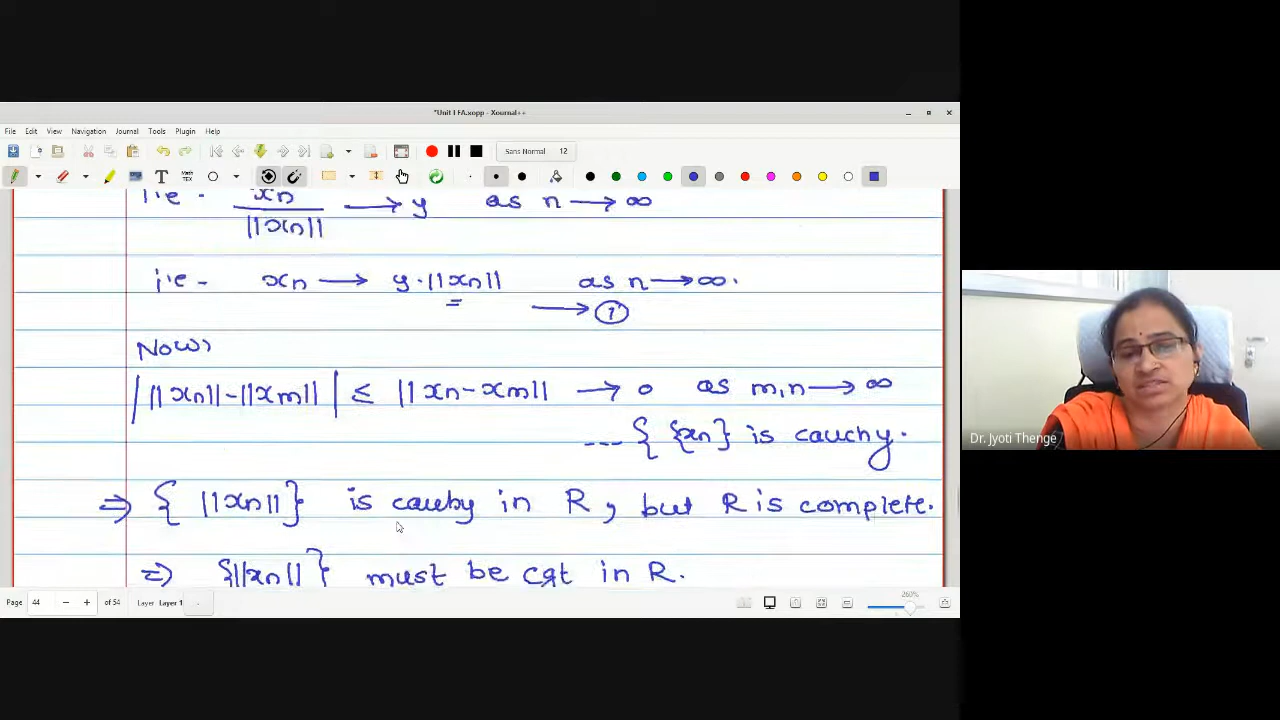 *Unit I FA.xopp - Xournal++
File Edit View Navigation Journal Tools Plugin Help
Sans Normal 12
i.e - xn / ||xn|| ⟶ y as n ⟶ ∞
i.e - xn ⟶ y.||xn|| as n ⟶ ∞.
⟶ ①
Now,
| ||xn|| - ||xm|| | ≤ ||xn - xm|| ⟶ 0 as m,n ⟶ ∞
--- { {xn} is cauchy.
⇒ { ||xn|| } is cauchy in R, but R is complete.
⇒ {||xn||} must be cgt in R.
Page 44 of 54 Layer Layer 1 260%
Dr. Jyoti Thenge